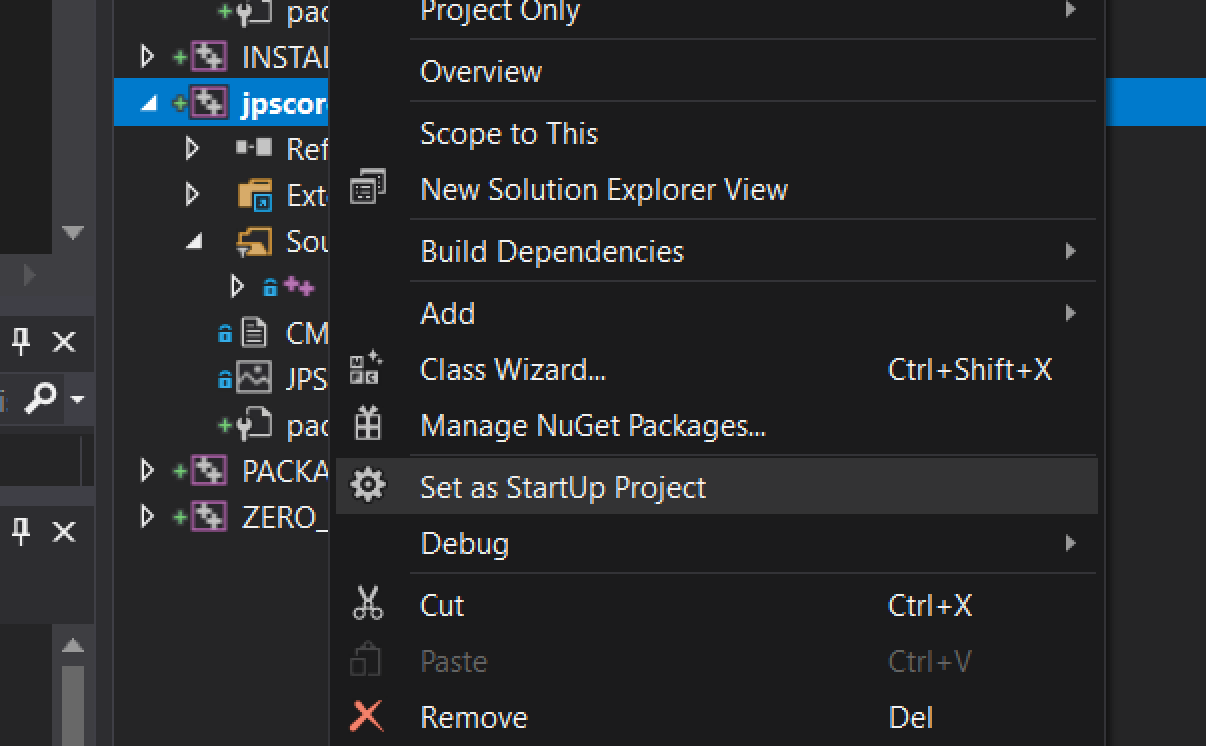 Project Only
INSTAL
Overview
jpscor
Scope to This
Ref
New Solution Explorer View
Ext
Sou
Build Dependencies
Add
CM
Class Wizard... Ctrl+Shift+X
JPS
Manage NuGet Packages...
pac
PACKA
Set as StartUp Project
ZERO_
Debug
Cut Ctrl+X
Paste Ctrl+V
Remove Del